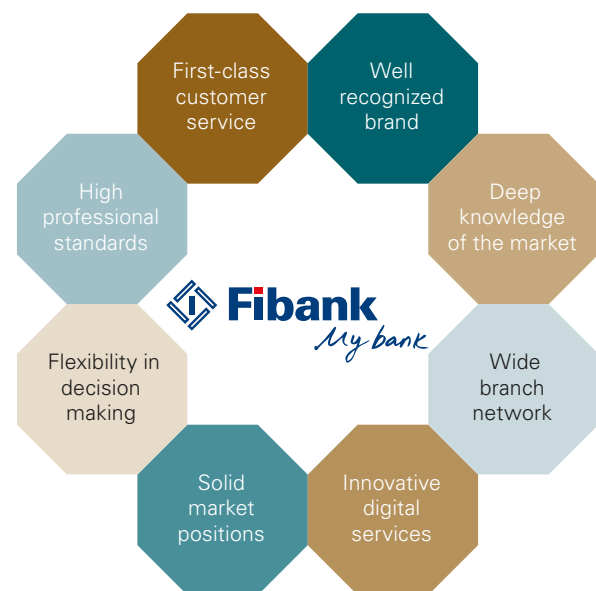 First-class
customer
service
Well
recognized
brand
High
professional
standards
Deep
knowledge
of the market
Fibank
My bank
Flexibility in
decision
making
Wide
branch
network
Solid
market
positions
Innovative
digital
services